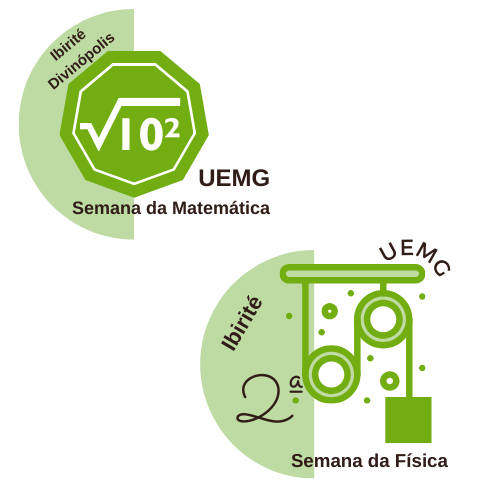 Ibirité
Divinópolis
√10²
UEMG
Semana da Matemática
UEMG
Ibirité
2ª
Semana da Física